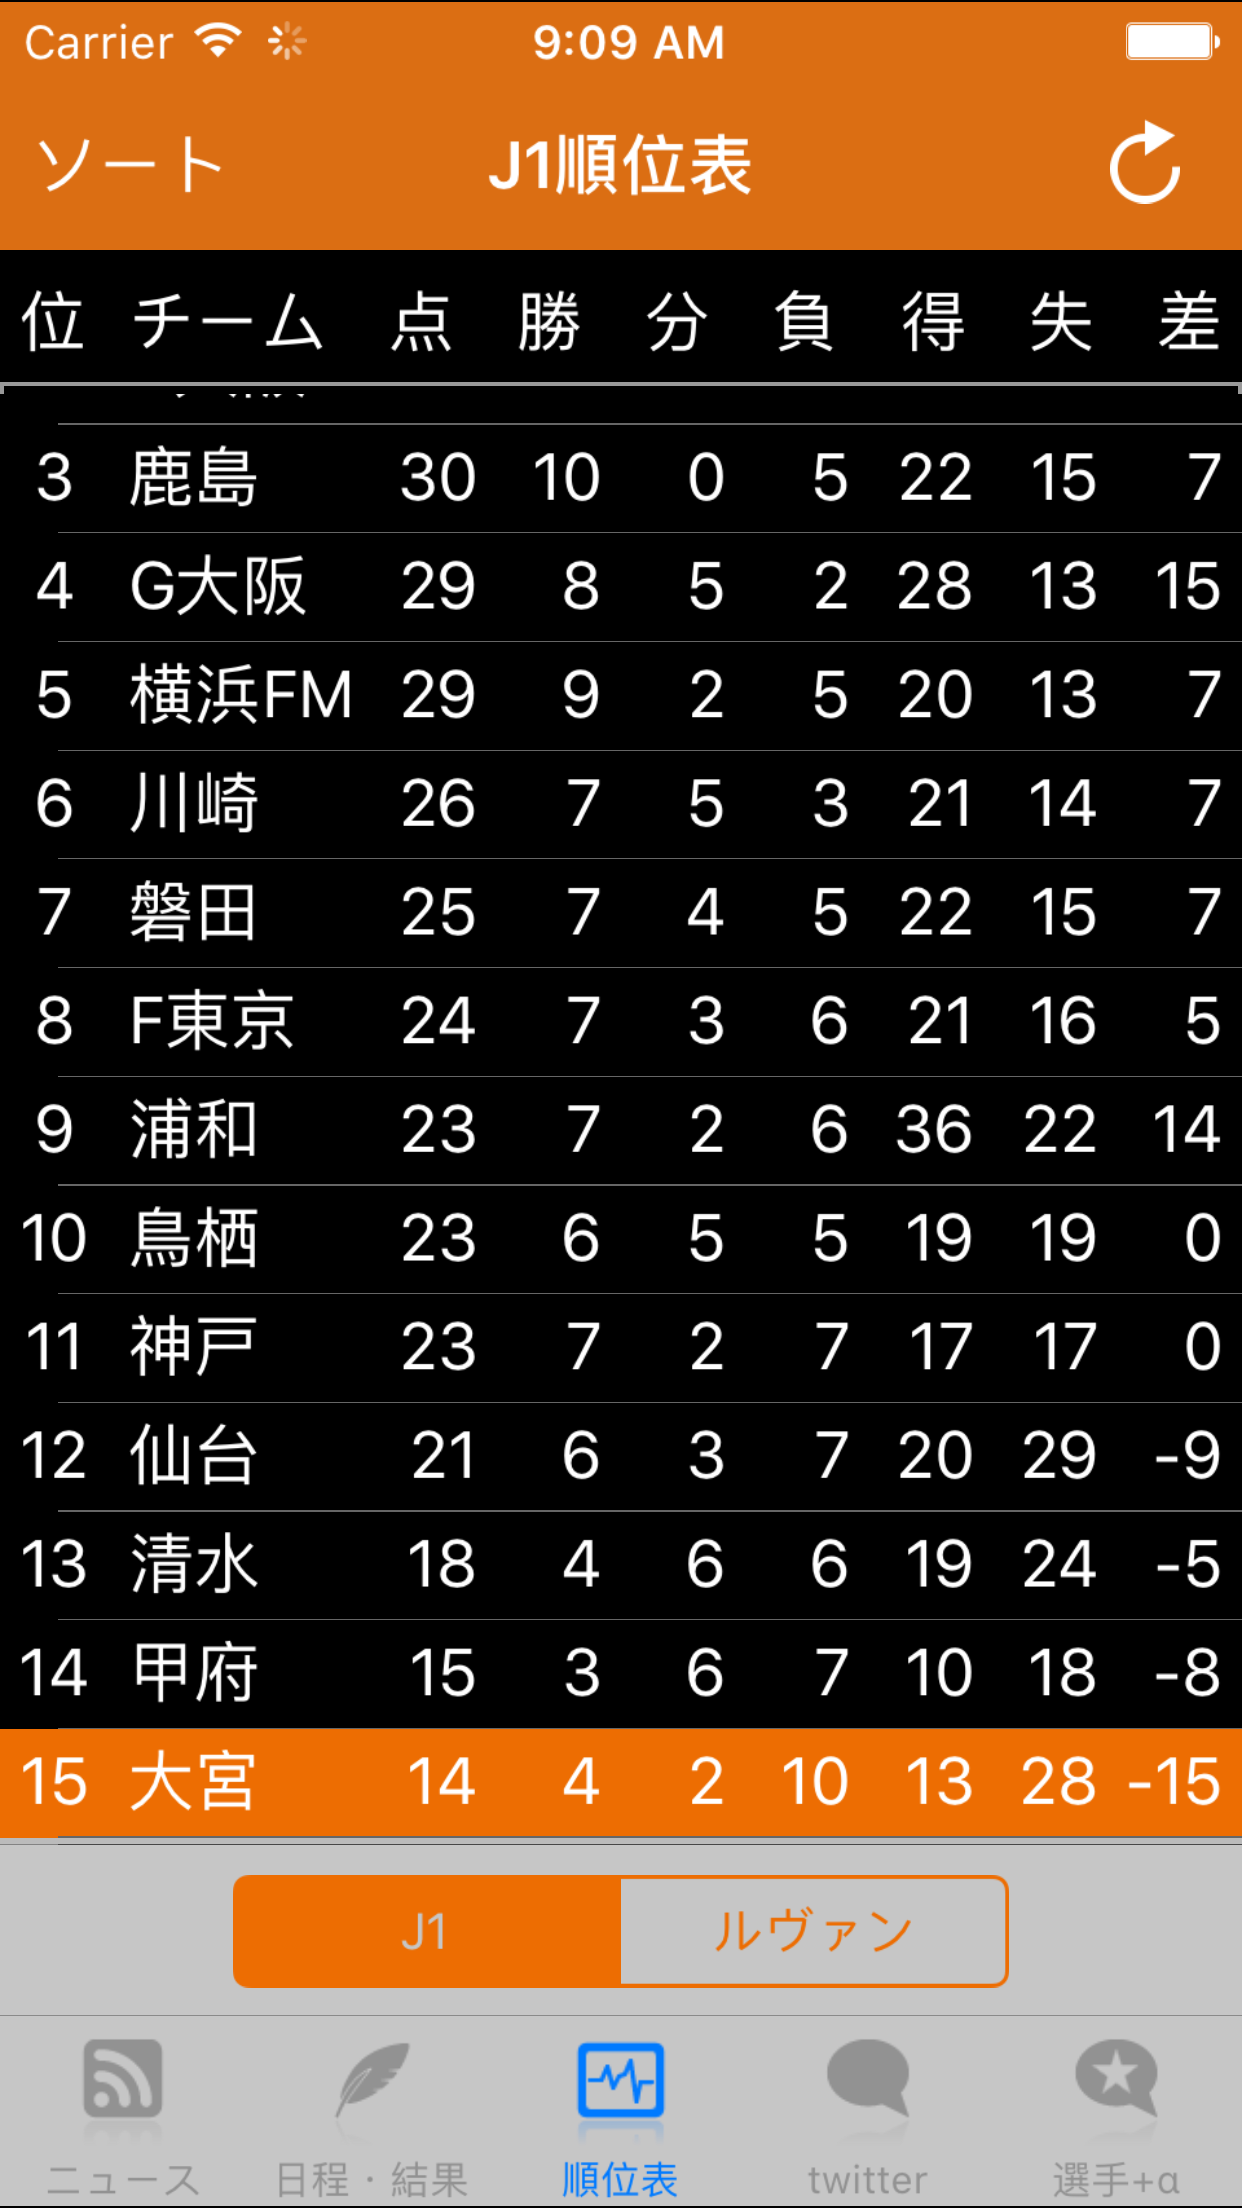 Carrier 9:09 AM
ソート J1順位表
位 チーム 点 勝 分 負 得 失 差
3 鹿島 30 10 0 5 22 15 7
4 G大阪 29 8 5 2 28 13 15
5 横浜FM 29 9 2 5 20 13 7
6 川崎 26 7 5 3 21 14 7
7 磐田 25 7 4 5 22 15 7
8 F東京 24 7 3 6 21 16 5
9 浦和 23 7 2 6 36 22 14
10 鳥栖 23 6 5 5 19 19 0
11 神戸 23 7 2 7 17 17 0
12 仙台 21 6 3 7 20 29 -9
13 清水 18 4 6 6 19 24 -5
14 甲府 15 3 6 7 10 18 -8
15 大宮 14 4 2 10 13 28 -15
J1 ルヴァン
ニュース 日程・結果 順位表 twitter 選手+α